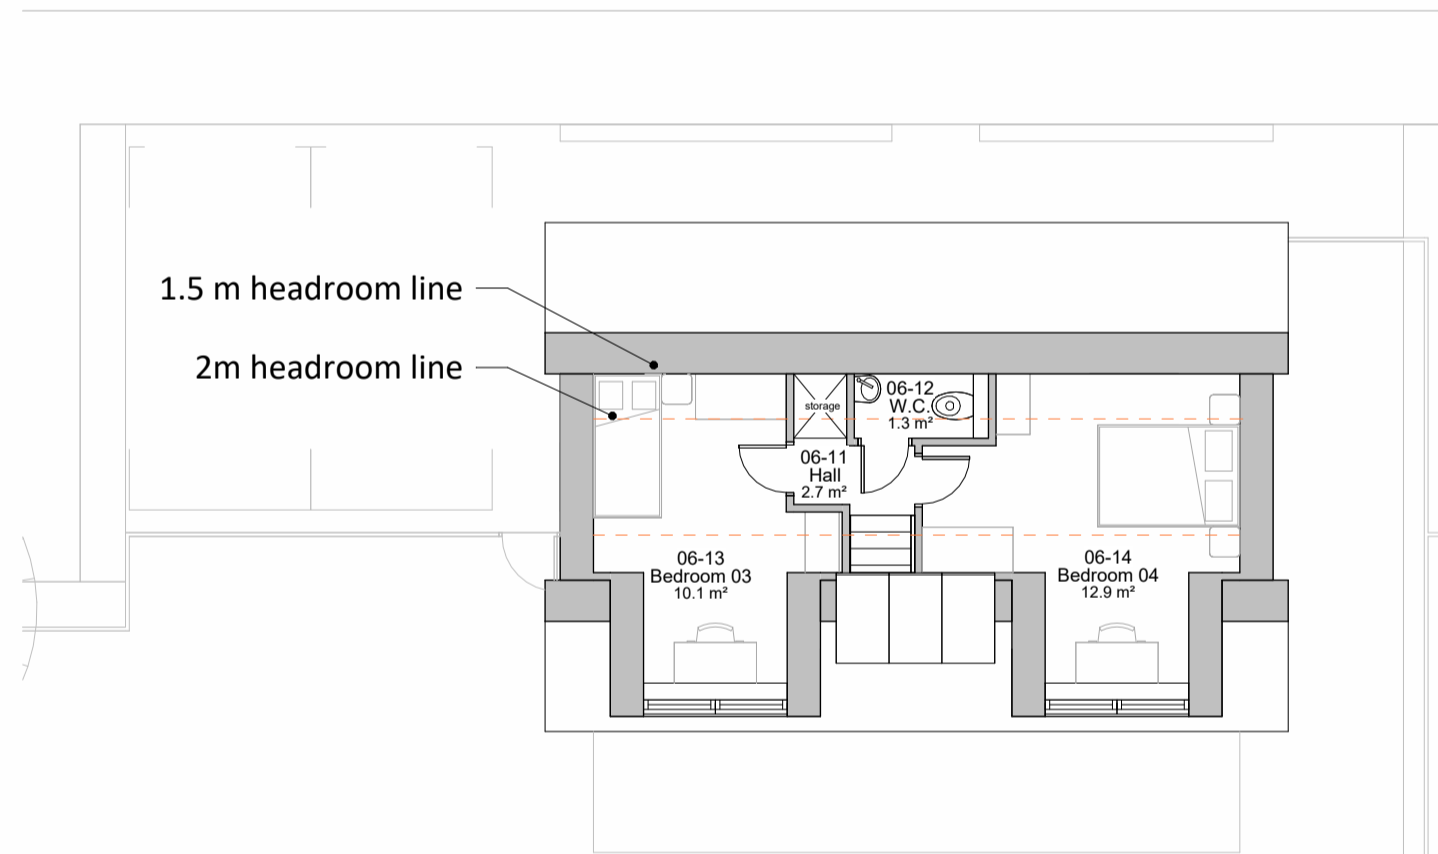 1.5 m headroom line
2m headroom line
storage
06-12
W.C.
1.3 m²
06-11
Hall
2.7 m²
06-13
Bedroom 03
10.1 m²
06-14
Bedroom 04
12.9 m²